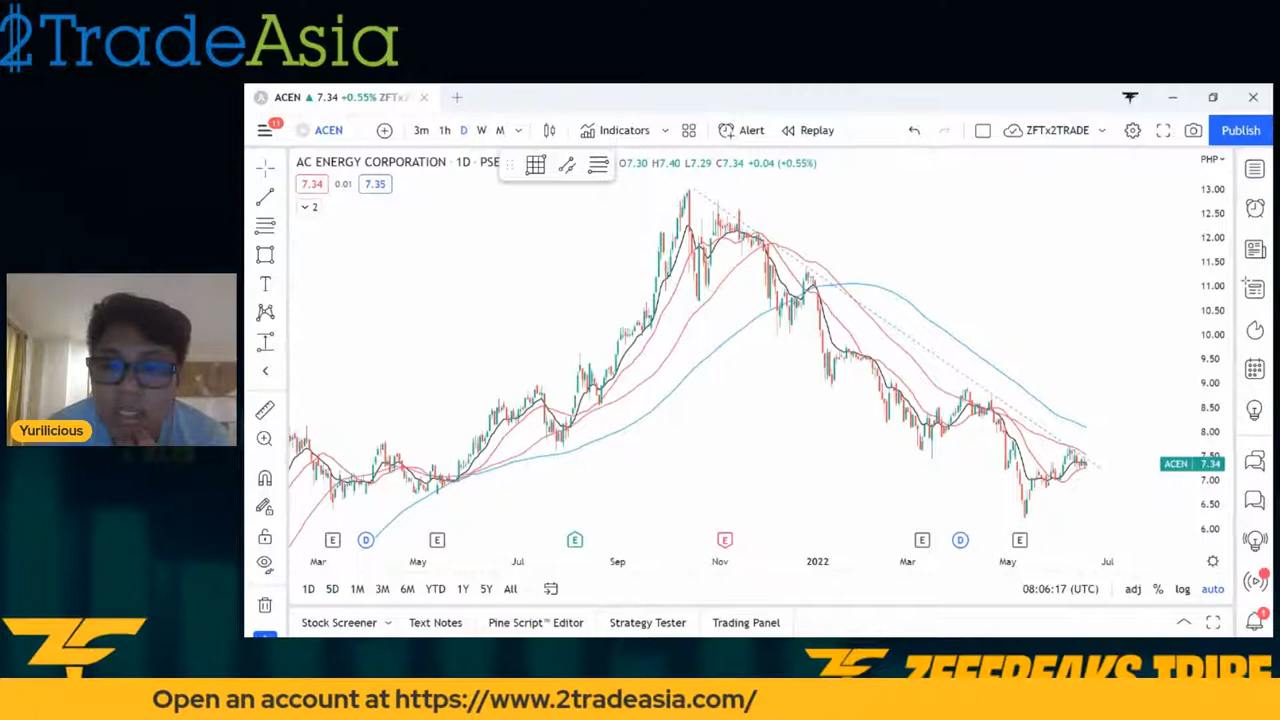 2TradeAsia
ACEN 7.34 +0.55% ZFTx2
11
ACEN
3m 1h D W M
Indicators
Alert
Replay
ZFTx2TRADE
Publish
AC ENERGY CORPORATION · 1D · PSE
O7.30 H7.40 L7.29 C7.34 +0.04 (+0.55%)
PHP
7.34 0.01 7.35
2
13.00
12.50
12.00
11.50
11.00
10.50
10.00
9.50
9.00
8.50
8.00
7.50
ACEN 7.34
7.00
6.50
6.00
T
Yurilicious
E D E E E E D E
Mar May Jul Sep Nov 2022 Mar May Jul
1D 5D 1M 3M 6M YTD 1Y 5Y All
08:06:17 (UTC)
adj % log auto
1
Stock Screener
Text Notes
Pine Script™ Editor
Strategy Tester
Trading Panel
ZEEFREAKS TRIBE
Open an account at https://www.2tradeasia.com/